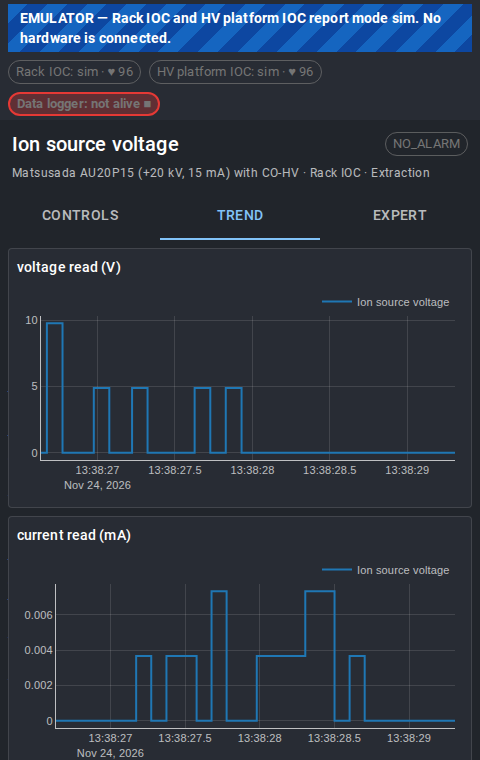 EMULATOR — Rack IOC and HV platform IOC report mode sim. No
hardware is connected.
Rack IOC: sim · ♥ 96
HV platform IOC: sim · ♥ 96
Data logger: not alive ■
Ion source voltage
NO_ALARM
Matsusada AU20P15 (+20 kV, 15 mA) with CO-HV · Rack IOC · Extraction
CONTROLS
TREND
EXPERT
voltage read (V)
Ion source voltage
10
5
0
13:38:27
13:38:27.5
13:38:28
13:38:28.5
13:38:29
Nov 24, 2026
current read (mA)
Ion source voltage
0.006
0.004
0.002
0
13:38:27
13:38:27.5
13:38:28
13:38:28.5
13:38:29
Nov 24, 2026